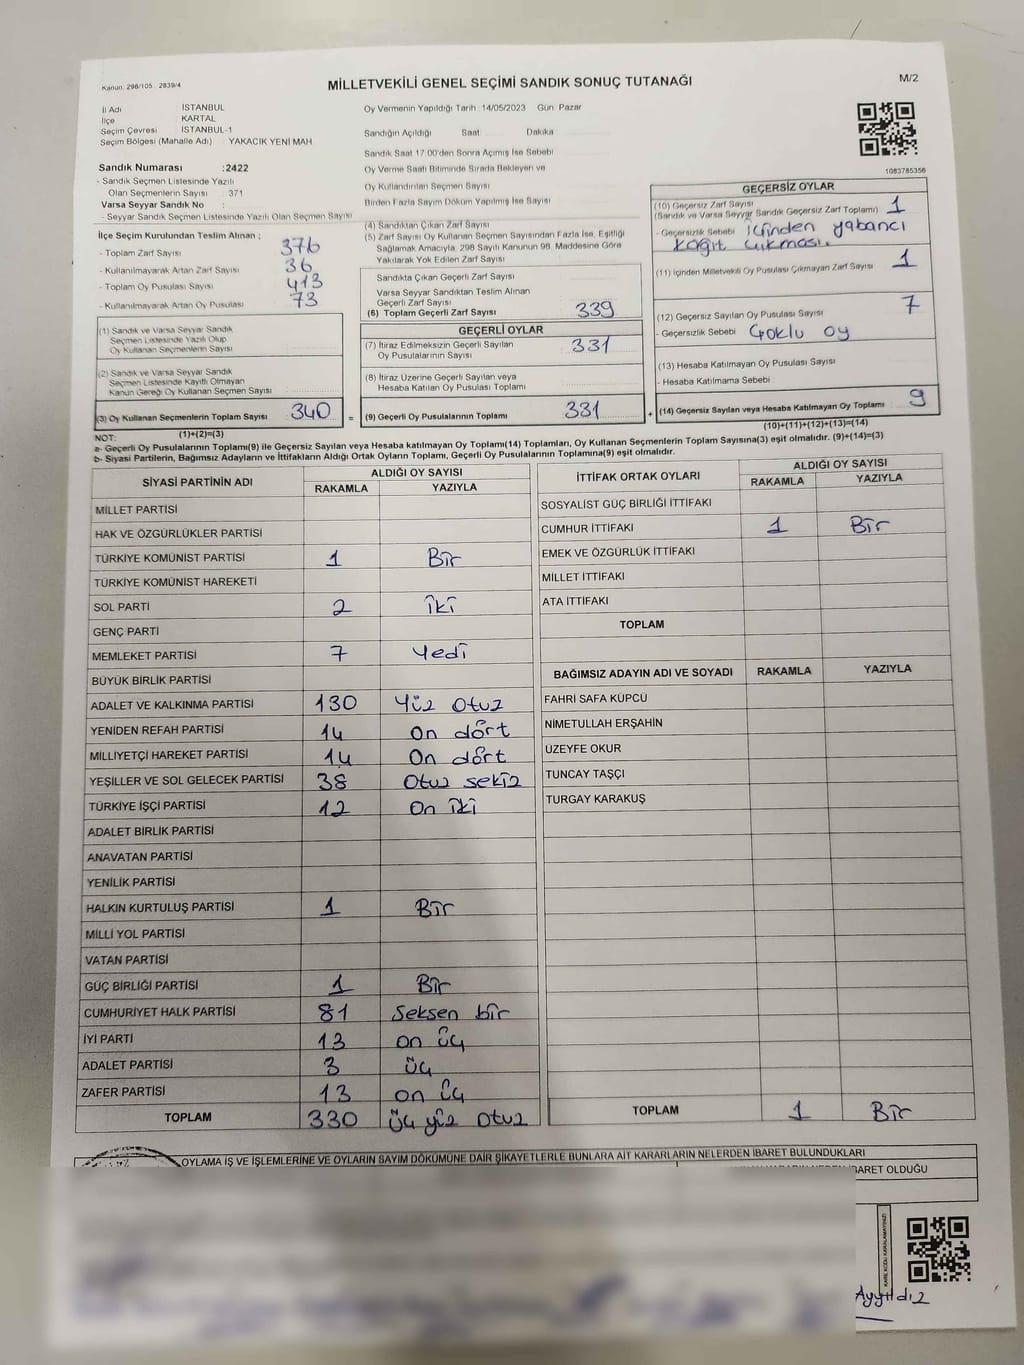 Kanun. 298/105 2839/4
MİLLETVEKİLİ GENEL SEÇİMİ SANDIK SONUÇ TUTANAĞI
M/2
İl Adı : İSTANBUL
İlçe : KARTAL
Seçim Çevresi : İSTANBUL-1
Seçim Bölgesi (Mahalle Adı) : YAKACIK YENİ MAH
Oy Vermenin Yapıldığı Tarih 14/05/2023 Gün: Pazar
Sandığın Açıldığı Saat: Dakika
Sandık Saat 17:00'den Sonra Açılmış İse Sebebi
Oy Verme Saati Bitiminde Sırada Bekleyen ve
Oy Kullandırılan Seçmen Sayısı
Birden Fazla Sayım Döküm Yapılmış İse Sayısı
1083785356
Sandık Numarası :2422
- Sandık Seçmen Listesinde Yazılı
Olan Seçmenlerin Sayısı : 371
Varsa Seyyar Sandık No :
- Seyyar Sandık Seçmen Listesinde Yazılı Olan Seçmen Sayısı
İlçe Seçim Kurulundan Teslim Alınan ;
- Toplam Zarf Sayısı : 376
- Kullanılmayarak Artan Zarf Sayısı : 36
- Toplam Oy Pusulası Sayısı : 413
- Kullanılmayarak Artan Oy Pusulası : 73
(1) Sandık ve Varsa Seyyar Sandık
Seçmen Listesinde Yazılı Olup
Oy Kullanan Seçmenlerin Sayısı
(2) Sandık ve Varsa Seyyar Sandık
Seçmen Listesinde Kayıtlı Olmayan
Kanun Gereği Oy Kullanan Seçmen Sayısı
(3) Oy Kullanan Seçmenlerin Toplam Sayısı 340
(1)+(2)=(3)
(4) Sandıktan Çıkan Zarf Sayısı
(5) Zarf Sayısı Oy Kullanan Seçmen Sayısından Fazla İse, Eşitliği
Sağlamak Amacıyla, 298 Sayılı Kanunun 98. Maddesine Göre
Yakılarak Yok Edilen Zarf Sayısı
Sandıkta Çıkan Geçerli Zarf Sayısı
Varsa Seyyar Sandıktan Teslim Alınan
Geçerli Zarf Sayısı
(6) Toplam Geçerli Zarf Sayısı 339
GEÇERLİ OYLAR
(7) İtiraz Edilmeksizin Geçerli Sayılan
Oy Pusulalarının Sayısı 331
(8) İtiraz Üzerine Geçerli Sayılan veya
Hesaba Katılan Oy Pusulası Toplamı
= (9) Geçerli Oy Pusulalarının Toplamı 331
GEÇERSİZ OYLAR
(10) Geçersiz Zarf Sayısı
(Sandık ve Varsa Seyyar Sandık Geçersiz Zarf Toplamı) 1
- Geçersizlik Sebebi içinden yabancı
kağıt çıkması.
(11) İçinden Milletvekili Oy Pusulası Çıkmayan Zarf Sayısı 1
(12) Geçersiz Sayılan Oy Pusulası Sayısı 7
- Geçersizlik Sebebi Çoklu oy
(13) Hesaba Katılmayan Oy Pusulası Sayısı
- Hesaba Katılmama Sebebi
+ (14) Geçersiz Sayılan veya Hesaba Katılmayan Oy Toplamı 9
(10)+(11)+(12)+(13)=(14)
NOT:
a- Geçerli Oy Pusulalarının Toplamı(9) ile Geçersiz Sayılan veya Hesaba katılmayan Oy Toplamı(14) Toplamları, Oy Kullanan Seçmenlerin Toplam Sayısına(3) eşit olmalıdır. (9)+(14)=(3)
b- Siyasi Partilerin, Bağımsız Adayların ve İttifakların Aldığı Ortak Oyların Toplamı, Geçerli Oy Pusulalarının Toplamına(9) eşit olmalıdır.
SİYASİ PARTİNİN ADI ALDIĞI OY SAYISI
RAKAMLA YAZIYLA
MİLLET PARTİSİ
HAK VE ÖZGÜRLÜKLER PARTİSİ
TÜRKİYE KOMÜNİST PARTİSİ 1 Bir
TÜRKİYE KOMÜNİST HAREKETİ
SOL PARTİ 2 iki
GENÇ PARTİ
MEMLEKET PARTİSİ 7 Yedi
BÜYÜK BİRLİK PARTİSİ
ADALET VE KALKINMA PARTİSİ 130 Yüz Otuz
YENİDEN REFAH PARTİSİ 14 On dört
MİLLİYETÇİ HAREKET PARTİSİ 14 On dört
YEŞİLLER VE SOL GELECEK PARTİSİ 38 Otuz sekiz
TÜRKİYE İŞÇİ PARTİSİ 12 On iki
ADALET BİRLİK PARTİSİ
ANAVATAN PARTİSİ
YENİLİK PARTİSİ
HALKIN KURTULUŞ PARTİSİ 1 Bir
MİLLİ YOL PARTİSİ
VATAN PARTİSİ
GÜÇ BİRLİĞİ PARTİSİ 1 Bir
CUMHURİYET HALK PARTİSİ 81 Seksen bir
İYİ PARTİ 13 on üç
ADALET PARTİSİ 3 üç
ZAFER PARTİSİ 13 on üç
TOPLAM 330 üç yüz otuz
İTTİFAK ORTAK OYLARI ALDIĞI OY SAYISI
RAKAMLA YAZIYLA
SOSYALİST GÜÇ BİRLİĞİ İTTİFAKI
CUMHUR İTTİFAKI 1 Bir
EMEK VE ÖZGÜRLÜK İTTİFAKI
MİLLET İTTİFAKI
ATA İTTİFAKI
TOPLAM
BAĞIMSIZ ADAYIN ADI VE SOYADI RAKAMLA YAZIYLA
FAHRİ SAFA KÜPCÜ
NİMETULLAH ERŞAHİN
ÜZEYFE OKUR
TUNCAY TAŞÇI
TURGAY KARAKUŞ
TOPLAM 1 Bir
OYLAMA İŞ VE İŞLEMLERİNE VE OYLARIN SAYIM DÖKÜMÜNE DAİR ŞİKAYETLERLE BUNLARA AİT KARARLARIN NELERDEN İBARET BULUNDUKLARI
İBARET OLDUĞU
KARE KODU KARALAMAYINIZ!
Ayyıldız